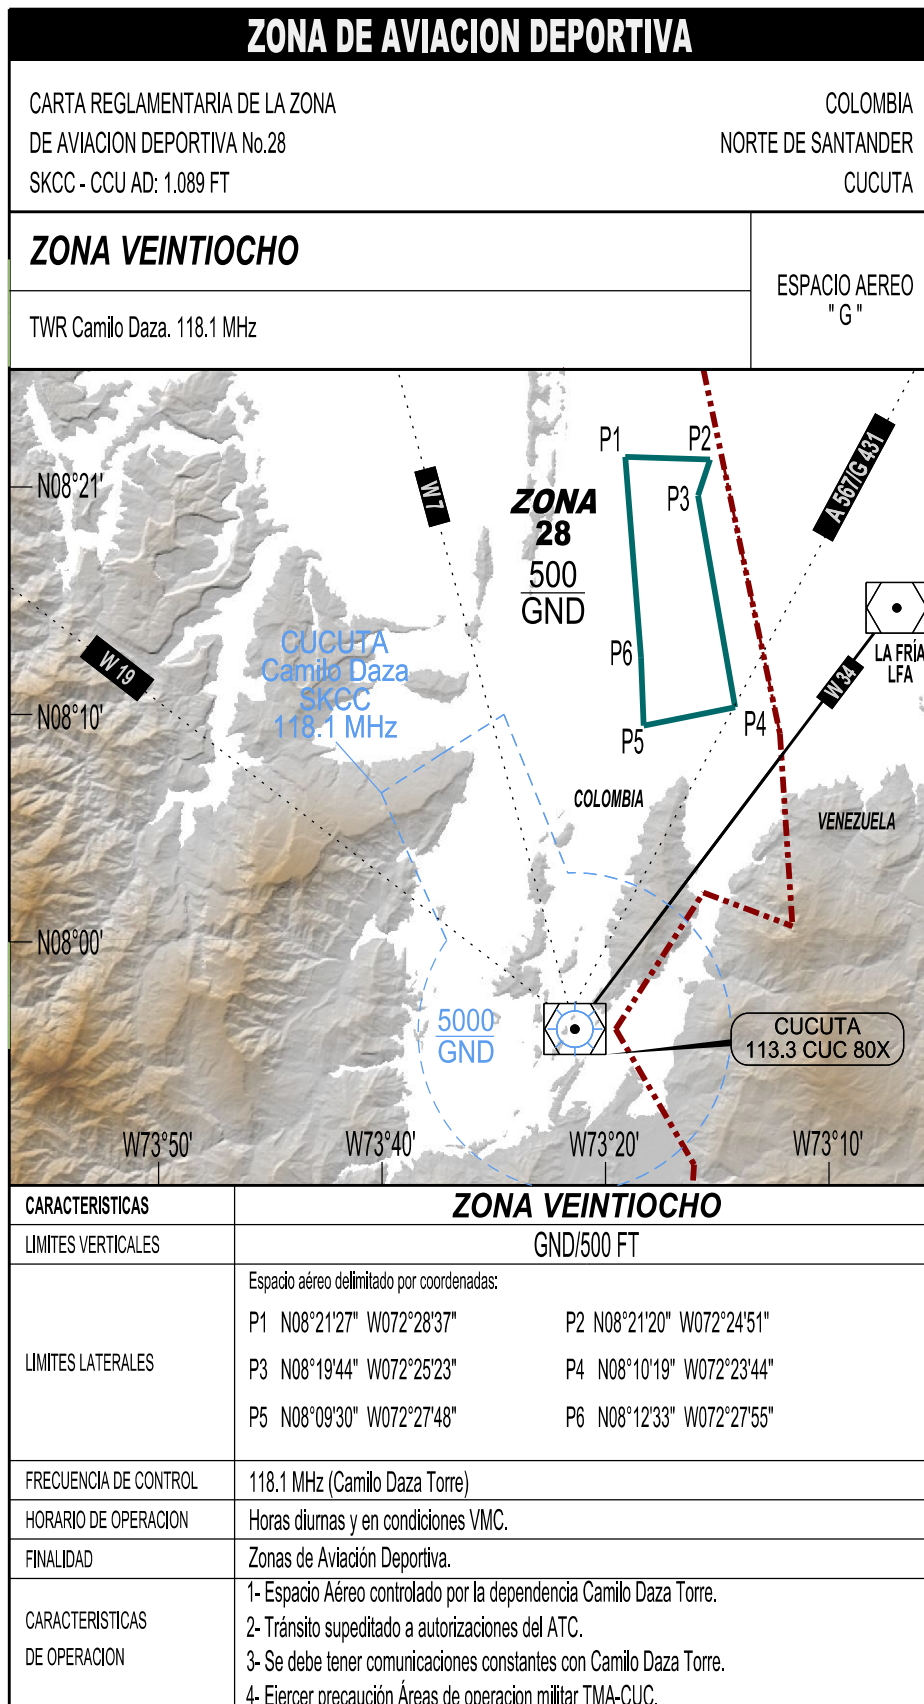 ZONA DE AVIACION DEPORTIVA
CARTA REGLAMENTARIA DE LA ZONA
DE AVIACION DEPORTIVA No.28
SKCC - CCU AD: 1.089 FT
COLOMBIA
NORTE DE SANTANDER
CUCUTA
ZONA VEINTIOCHO
TWR Camilo Daza. 118.1 MHz
ESPACIO AEREO
" G "
P1
P2
P3
P4
P5
P6
N08°21'
N08°10'
N08°00'
W 7
A 567/G 431
W 19
W 34
ZONA
28
500
GND
LA FRÍA
LFA
CUCUTA
Camilo Daza
SKCC
118.1 MHz
COLOMBIA
VENEZUELA
5000
GND
CUCUTA
113.3 CUC 80X
W73°50'
W73°40'
W73°20'
W73°10'
CARACTERISTICAS
ZONA VEINTIOCHO
LIMITES VERTICALES
GND/500 FT
LIMITES LATERALES
Espacio aéreo delimitado por coordenadas:
P1 N08°21'27" W072°28'37" P2 N08°21'20" W072°24'51"
P3 N08°19'44" W072°25'23" P4 N08°10'19" W072°23'44"
P5 N08°09'30" W072°27'48" P6 N08°12'33" W072°27'55"
FRECUENCIA DE CONTROL
118.1 MHz (Camilo Daza Torre)
HORARIO DE OPERACION
Horas diurnas y en condiciones VMC.
FINALIDAD
Zonas de Aviación Deportiva.
CARACTERISTICAS
DE OPERACION
1- Espacio Aéreo controlado por la dependencia Camilo Daza Torre.
2- Tránsito supeditado a autorizaciones del ATC.
3- Se debe tener comunicaciones constantes con Camilo Daza Torre.
4- Ejercer precaución Áreas de operacion militar TMA-CUC.